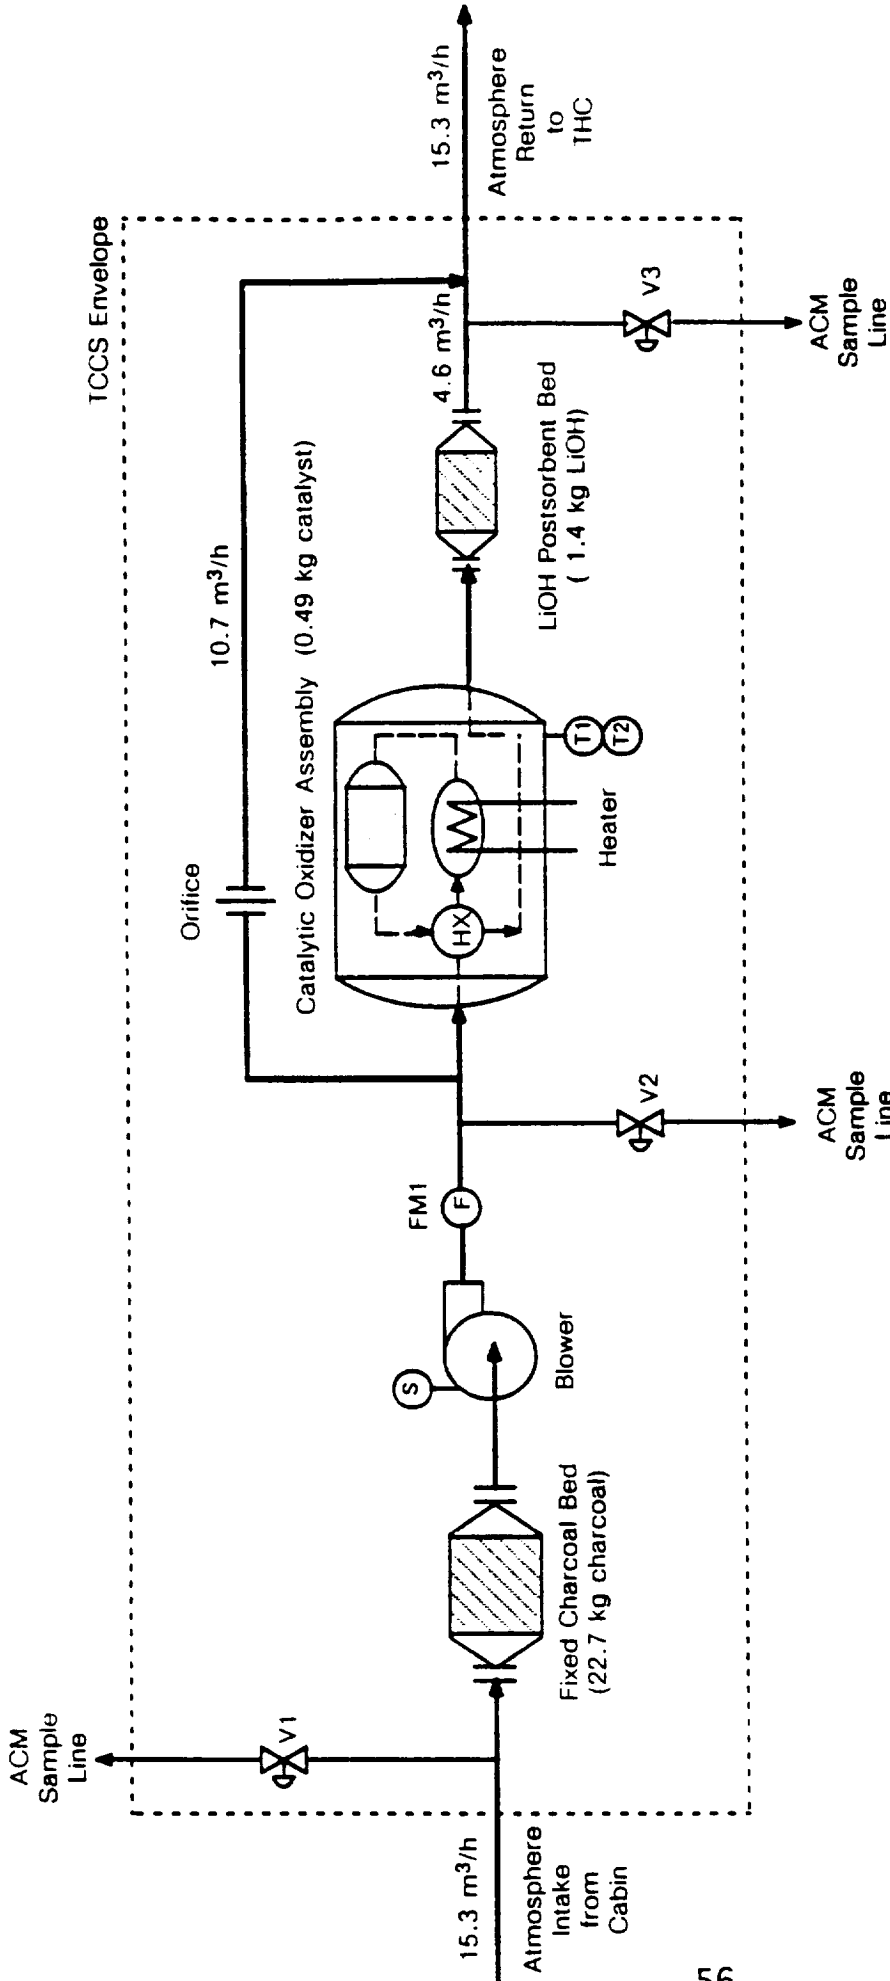 ACM
Sample
Line
V1
15.3 m³/h
Atmosphere
Intake
from
Cabin
Fixed Charcoal Bed
(22.7 kg charcoal)
S
Blower
FM1
F
V2
ACM
Sample
Line
Orifice
10.7 m³/h
Catalytic Oxidizer Assembly (0.49 kg catalyst)
HX
Heater
T1
T2
LiOH Postsorbent Bed
( 1.4 kg LiOH)
4.6 m³/h
V3
ACM
Sample
Line
TCCS Envelope
15.3 m³/h
Atmosphere
Return
to
THC
56